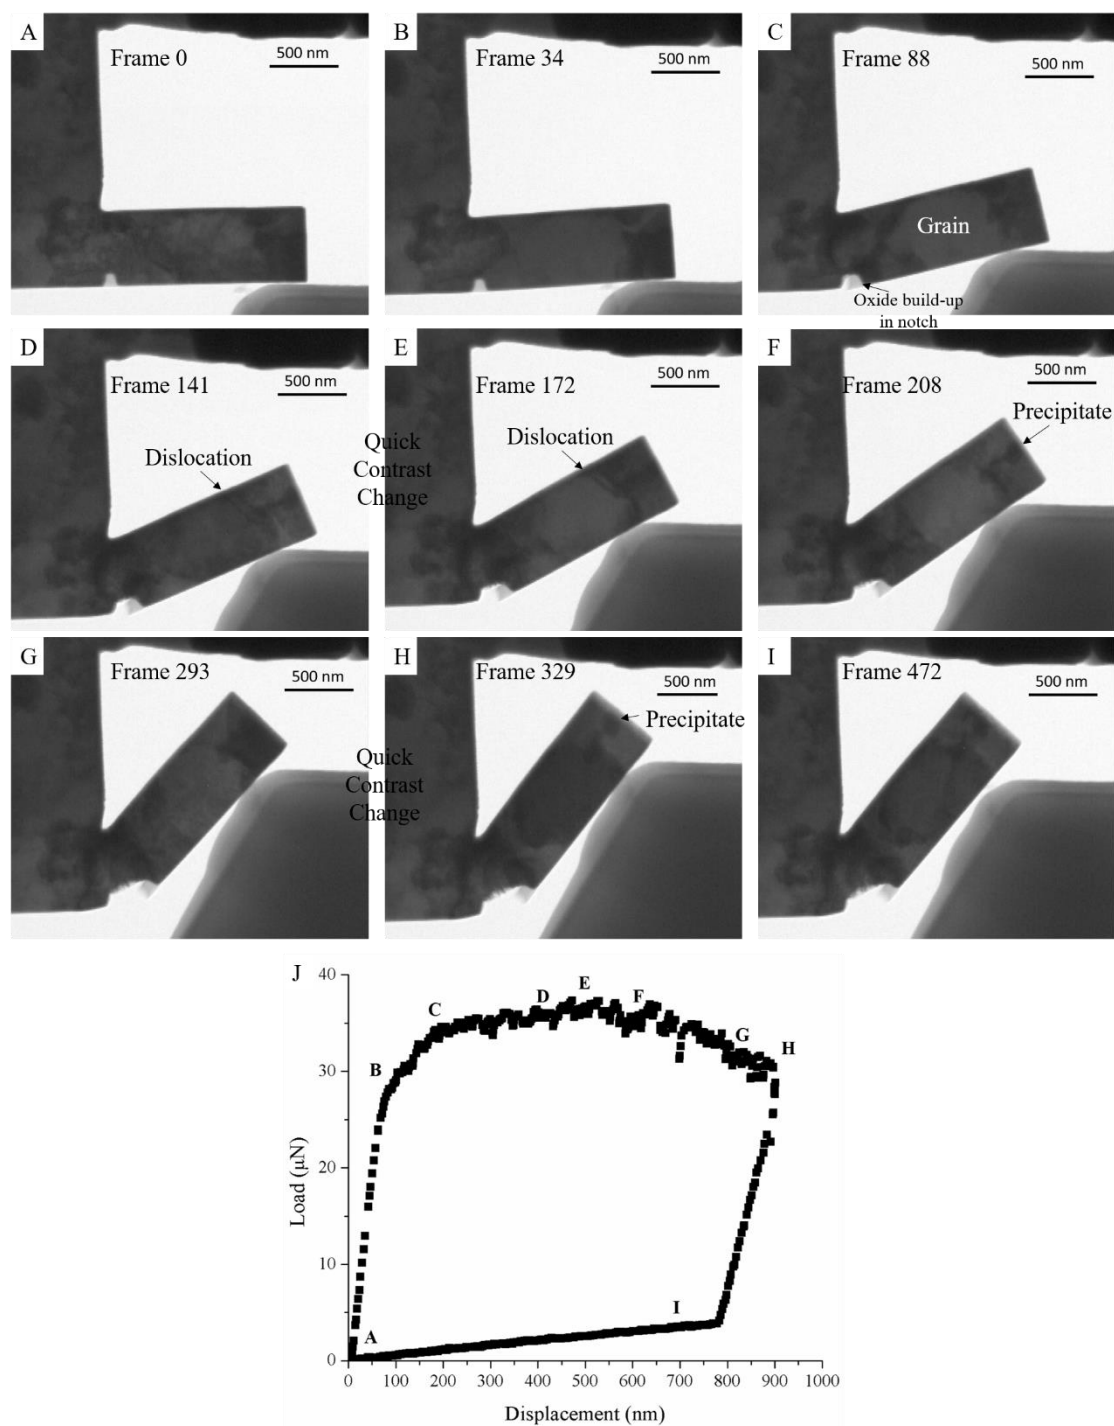 A
Frame 0
500 nm
B
Frame 34
500 nm
C
Frame 88
500 nm
Grain
Oxide build-up
in notch
D
Frame 141
500 nm
Dislocation
Quick
Contrast
Change
E
Frame 172
500 nm
Dislocation
F
Frame 208
500 nm
Precipitate
G
Frame 293
500 nm
Quick
Contrast
Change
H
Frame 329
500 nm
Precipitate
I
Frame 472
500 nm
J
40
30
20
10
0
Load (μN)
A
B
C
D
E
F
G
H
I
0 100 200 300 400 500 600 700 800 900 1000
Displacement (nm)